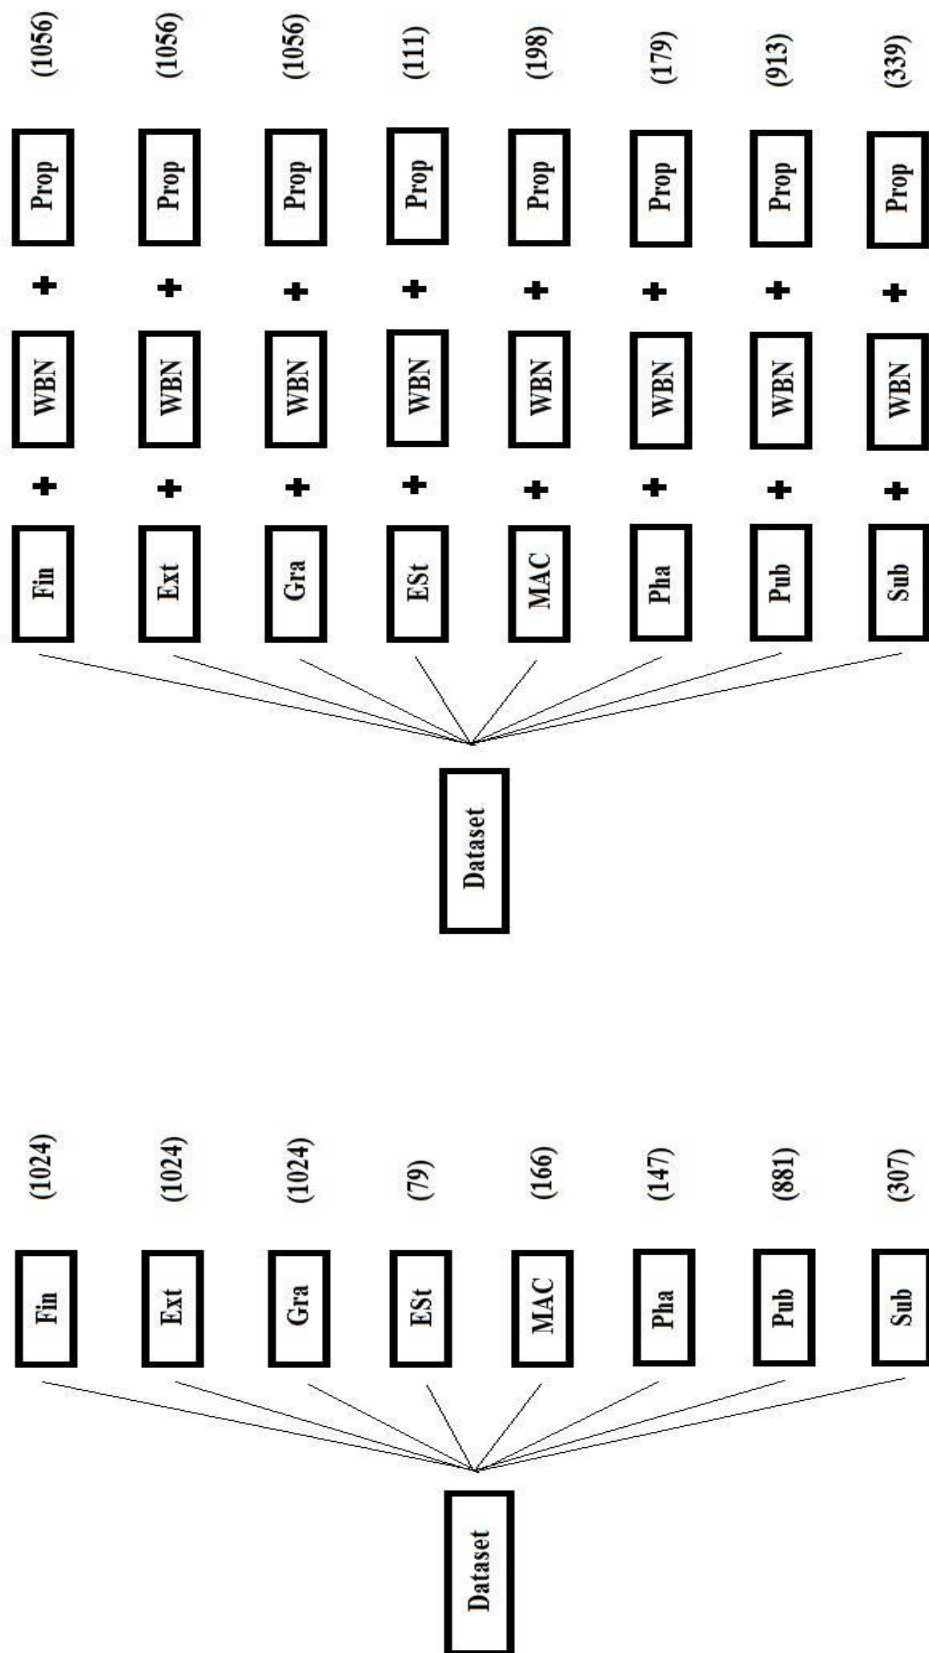 Dataset
Fin (1024)
Ext (1024)
Gra (1024)
ESt (79)
MAC (166)
Pha (147)
Pub (881)
Sub (307)
Dataset
Fin + WBN + Prop (1056)
Ext + WBN + Prop (1056)
Gra + WBN + Prop (1056)
ESt + WBN + Prop (111)
MAC + WBN + Prop (198)
Pha + WBN + Prop (179)
Pub + WBN + Prop (913)
Sub + WBN + Prop (339)